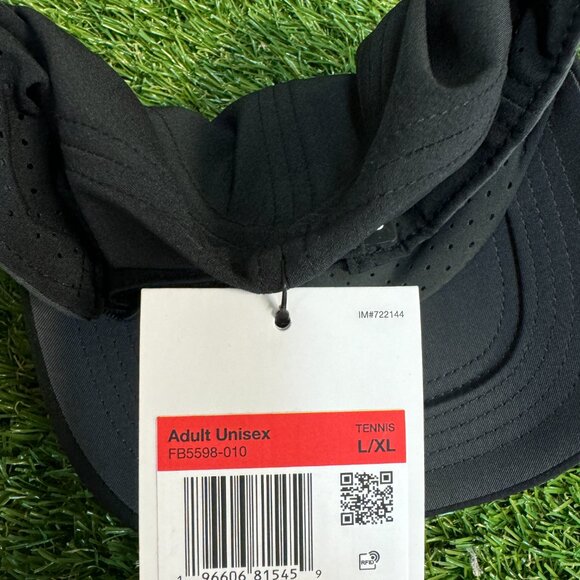 IM#722144
Adult Unisex
TENNIS
FB5598-010
L/XL
RFID
1 96606 81545 9